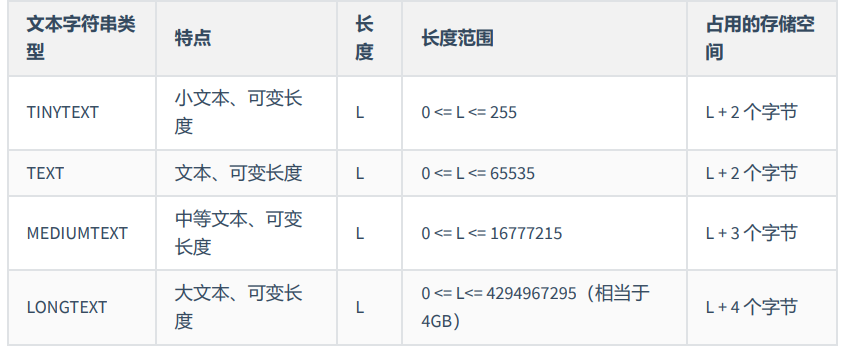 文本字符串类型 特点 长度 长度范围 占用的存储空间
TINYTEXT 小文本、可变长度 L 0 <= L <= 255 L + 2 个字节
TEXT 文本、可变长度 L 0 <= L <= 65535 L + 2 个字节
MEDIUMTEXT 中等文本、可变长度 L 0 <= L <= 16777215 L + 3 个字节
LONGTEXT 大文本、可变长度 L 0 <= L<= 4294967295（相当于4GB） L + 4 个字节